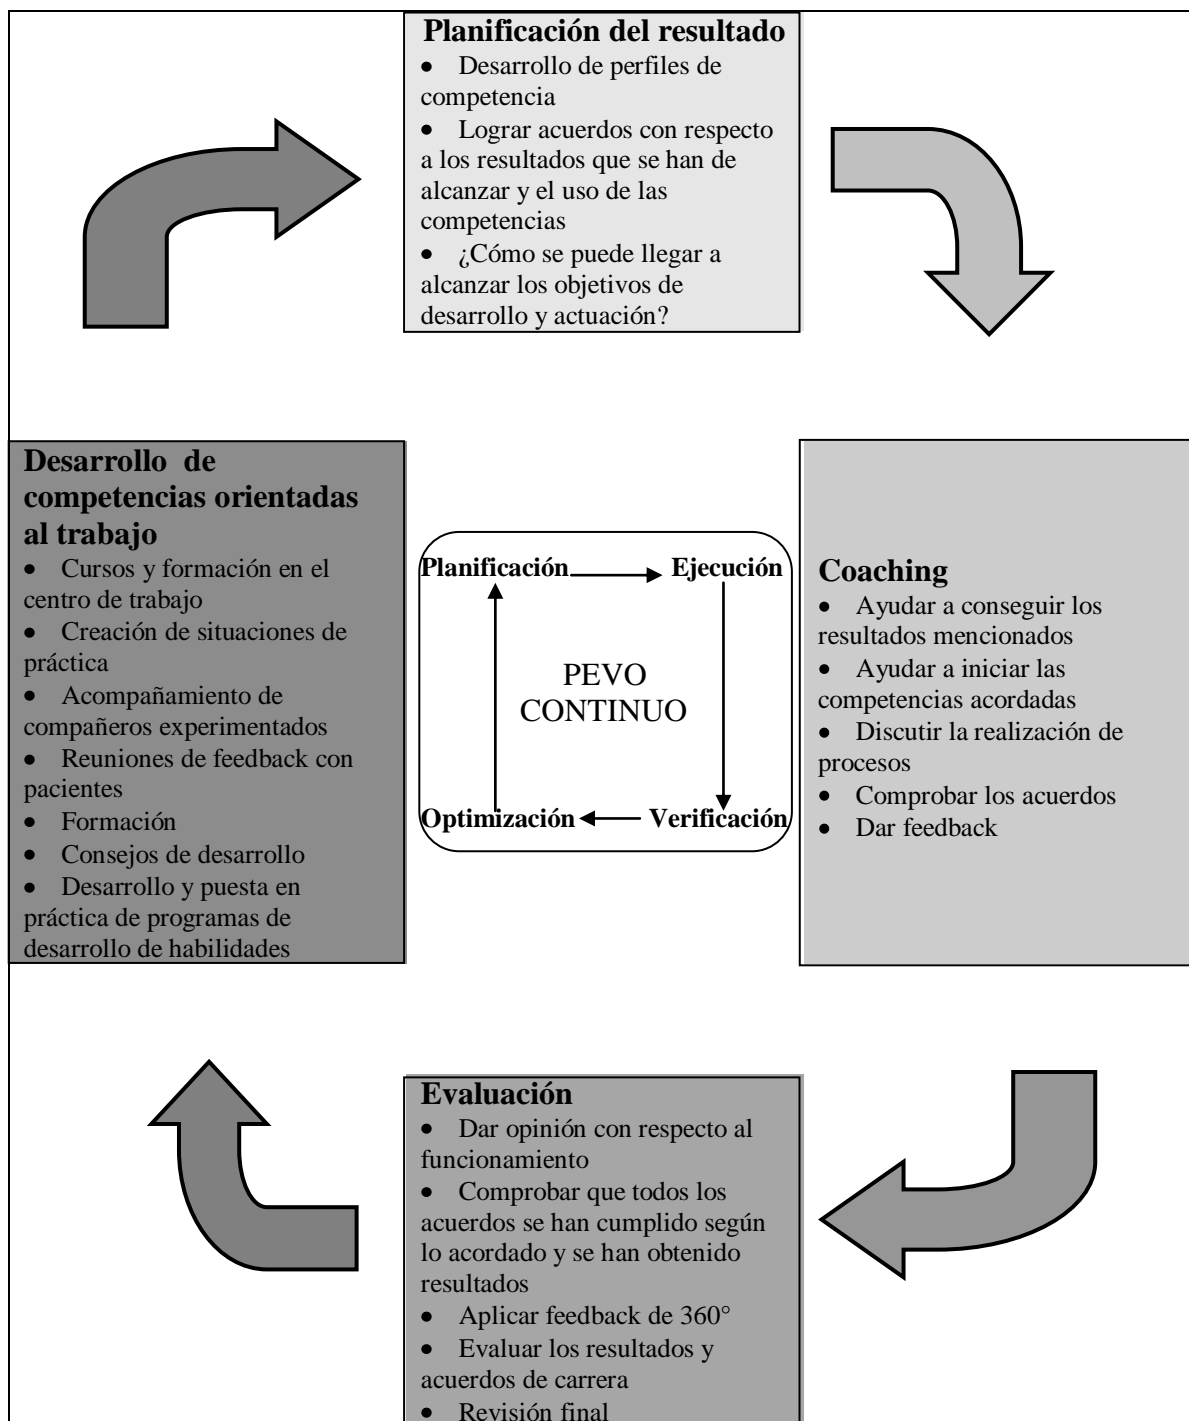 Planificación del resultado
• Desarrollo de perfiles de
competencia
• Lograr acuerdos con respecto
a los resultados que se han de
alcanzar y el uso de las
competencias
• ¿Cómo se puede llegar a
alcanzar los objetivos de
desarrollo y actuación?
Desarrollo de
competencias orientadas
al trabajo
• Cursos y formación en el
centro de trabajo
• Creación de situaciones de
práctica
• Acompañamiento de
compañeros experimentados
• Reuniones de feedback con
pacientes
• Formación
• Consejos de desarrollo
• Desarrollo y puesta en
práctica de programas de
desarrollo de habilidades
Planificación Ejecución
PEVO
CONTINUO
Optimización Verificación
Coaching
• Ayudar a conseguir los
resultados mencionados
• Ayudar a iniciar las
competencias acordadas
• Discutir la realización de
procesos
• Comprobar los acuerdos
• Dar feedback
Evaluación
• Dar opinión con respecto al
funcionamiento
• Comprobar que todos los
acuerdos se han cumplido según
lo acordado y se han obtenido
resultados
• Aplicar feedback de 360°
• Evaluar los resultados y
acuerdos de carrera
• Revisión final